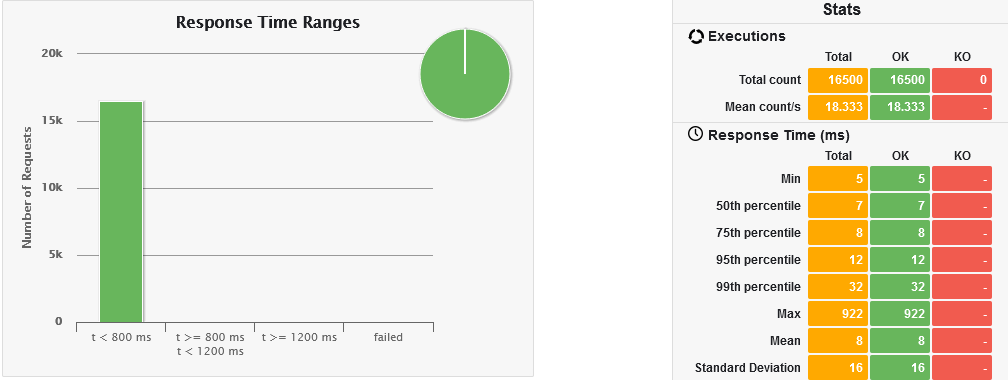 Response Time Ranges
Number of Requests
20k
15k
10k
5k
0
t < 800 ms
t >= 800 ms
t < 1200 ms
t >= 1200 ms
failed
Stats
Executions
Total OK KO
Total count 16500 16500 0
Mean count/s 18.333 18.333 -
Response Time (ms)
Total OK KO
Min 5 5 -
50th percentile 7 7 -
75th percentile 8 8 -
95th percentile 12 12 -
99th percentile 32 32 -
Max 922 922 -
Mean 8 8 -
Standard Deviation 16 16 -